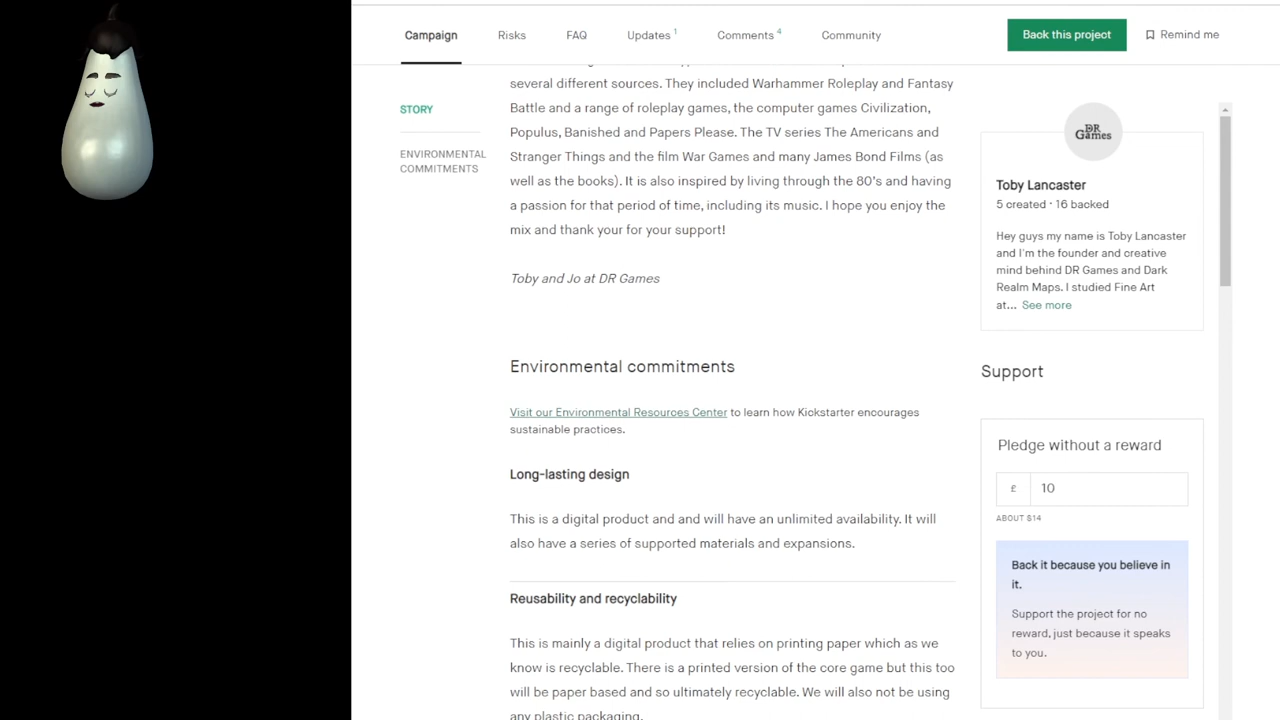 Campaign
Risks
FAQ
Updates 1
Comments 4
Community
Back this project
Remind me
STORY
ENVIRONMENTAL
COMMITMENTS
several different sources. They included Warhammer Roleplay and Fantasy
Battle and a range of roleplay games, the computer games Civilization,
Populus, Banished and Papers Please. The TV series The Americans and
Stranger Things and the film War Games and many James Bond Films (as
well as the books). It is also inspired by living through the 80's and having
a passion for that period of time, including its music. I hope you enjoy the
mix and thank your for your support!
Toby and Jo at DR Games
Environmental commitments
Visit our Environmental Resources Center to learn how Kickstarter encourages
sustainable practices.
Long-lasting design
This is a digital product and and will have an unlimited availability. It will
also have a series of supported materials and expansions.
Reusability and recyclability
This is mainly a digital product that relies on printing paper which as we
know is recyclable. There is a printed version of the core game but this too
will be paper based and so ultimately recyclable. We will also not be using
any plastic packaging.
DR
Games
Toby Lancaster
5 created · 16 backed
Hey guys my name is Toby Lancaster
and I'm the founder and creative
mind behind DR Games and Dark
Realm Maps. I studied Fine Art
at... See more
Support
Pledge without a reward
£ 10
ABOUT $14
Back it because you believe in
it.
Support the project for no
reward, just because it speaks
to you.